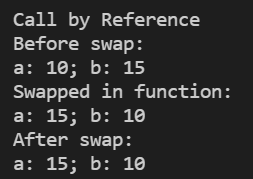 Call by Reference
Before swap:
a: 10; b: 15
Swapped in function:
a: 15; b: 10
After swap:
a: 15; b: 10